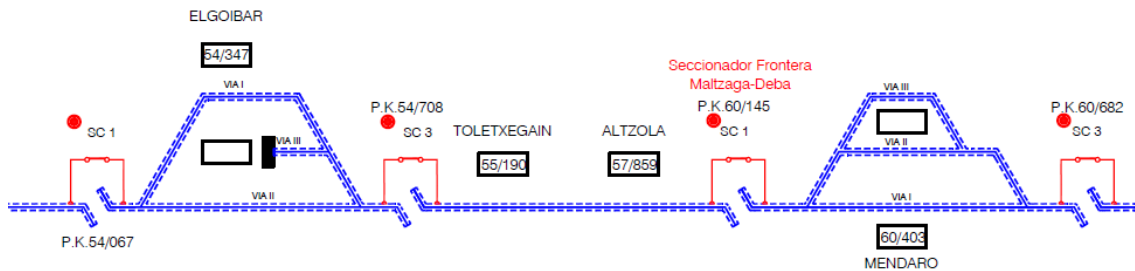 ELGOIBAR
54/347
VIA I
P.K.54/708
SC 1
SC 3
VIA III
VIA II
P.K.54/067
TOLETXEGAIN
55/190
ALTZOLA
57/859
Seccionador Frontera
Maltzaga-Deba
P.K.60/145
SC 1
VIA III
VIA II
VIA I
60/403
MENDARO
P.K.60/682
SC 3